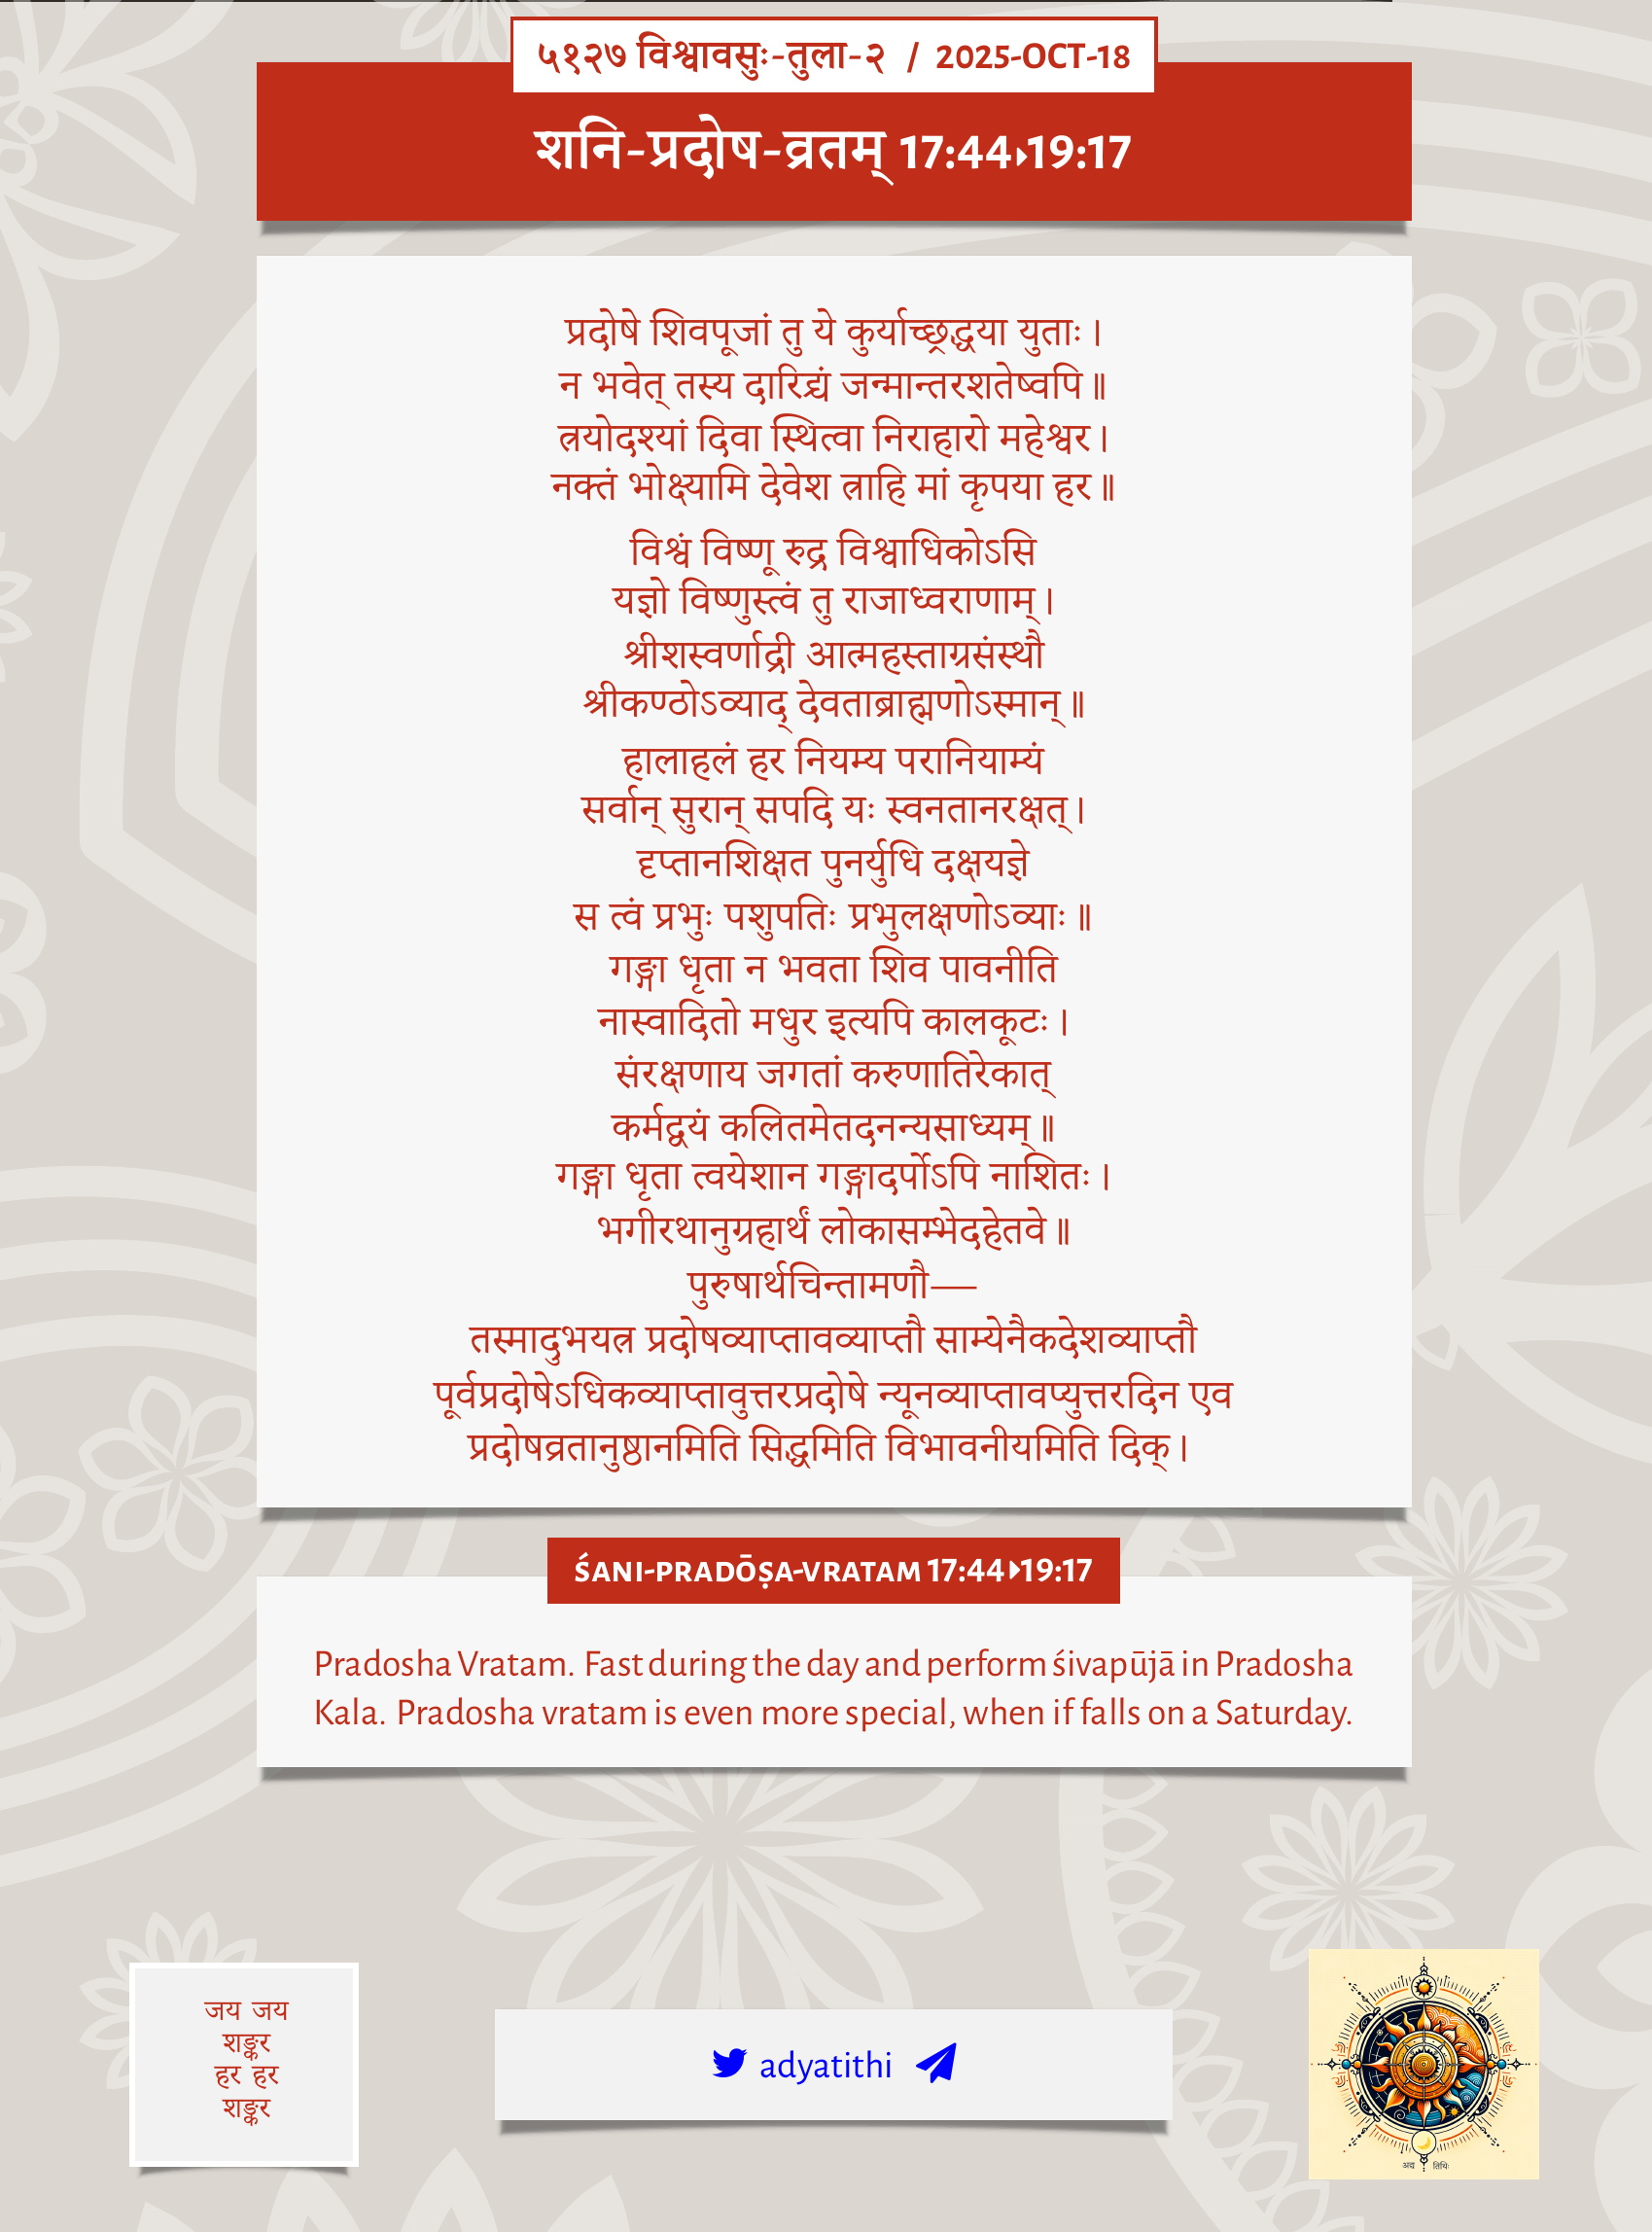 ५१२७ विश्वावसुः-तुला-२ / 2025-OCT-18
शनि-प्रदोष-व्रतम् 17:44▸19:17
प्रदोषे शिवपूजां तु ये कुर्याच्छ्रद्धया युताः।
न भवेत् तस्य दारिद्र्यं जन्मान्तरशतेष्वपि॥
त्रयोदश्यां दिवा स्थित्वा निराहारो महेश्वर।
नक्तं भोक्ष्यामि देवेश त्राहि मां कृपया हर॥
विश्वं विष्णू रुद्र विश्वाधिकोऽसि
यज्ञो विष्णुस्त्वं तु राजाध्वराणाम्।
श्रीशस्वर्णाद्री आत्महस्ताग्रसंस्थौ
श्रीकण्ठोऽव्याद् देवताब्राह्मणोऽस्मान्॥
हालाहलं हर नियम्य परानियाम्यं
सर्वान् सुरान् सपदि यः स्वनतानरक्षत्।
दृप्तानशिक्षत पुनर्युधि दक्षयज्ञे
स त्वं प्रभुः पशुपतिः प्रभुलक्षणोऽव्याः॥
गङ्गा धृता न भवता शिव पावनीति
नास्वादितो मधुर इत्यपि कालकूटः।
संरक्षणाय जगतां करुणातिरेकात्
कर्मद्वयं कलितमेतदनन्यसाध्यम्॥
गङ्गा धृता त्वयेशान गङ्गादर्पोऽपि नाशितः।
भगीरथानुग्रहार्थं लोकासम्भेदहेतवे॥
पुरुषार्थचिन्तामणौ—
तस्मादुभयत्र प्रदोषव्याप्तावव्याप्तौ साम्येनैकदेशव्याप्तौ
पूर्वप्रदोषेऽधिकव्याप्तावुत्तरप्रदोषे न्यूनव्याप्तावप्युत्तरदिन एव
प्रदोषव्रतानुष्ठानमिति सिद्धमिति विभावनीयमिति दिक्।
ŚANI-PRADŌṢA-VRATAM 17:44▸19:17
Pradosha Vratam. Fast during the day and perform śivapūjā in Pradosha
Kala. Pradosha vratam is even more special, when if falls on a Saturday.
जय जय
शङ्कर
हर हर
शङ्कर
adyatithi
अद्य तिथिः